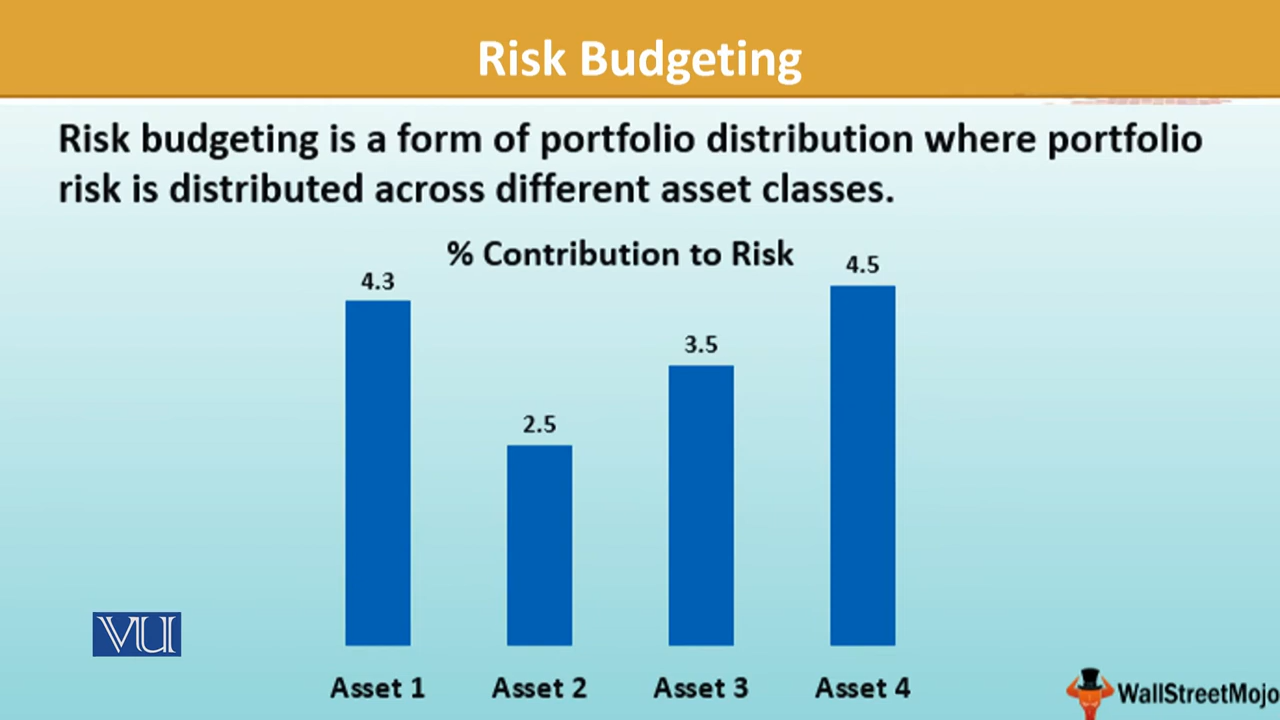 Risk Budgeting
Risk budgeting is a form of portfolio distribution where portfolio
risk is distributed across different asset classes.
% Contribution to Risk
4.3
2.5
3.5
4.5
Asset 1 Asset 2 Asset 3 Asset 4
VU
WallStreetMojo